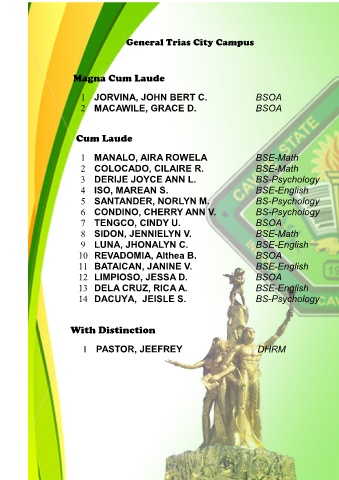 General Trias City Campus
Magna Cum Laude
1 JORVINA, JOHN BERT C. BSOA
2 MACAWILE, GRACE D. BSOA
Cum Laude
1 MANALO, AIRA ROWELA BSE-Math
2 COLOCADO, CILAIRE R. BSE-Math
3 DERIJE JOYCE ANN L. BS-Psychology
4 ISO, MAREAN S. BSE-English
5 SANTANDER, NORLYN M. BS-Psychology
6 CONDINO, CHERRY ANN V. BS-Psychology
7 TENGCO, CINDY U. BSOA
8 SIDON, JENNIELYN V. BSE-Math
9 LUNA, JHONALYN C. BSE-English
10 REVADOMIA, Althea B. BSOA
11 BATAICAN, JANINE V. BSE-English
12 LIMPIOSO, JESSA D. BSOA
13 DELA CRUZ, RICA A. BSE-English
14 DACUYA, JEISLE S. BS-Psychology
With Distinction
1 PASTOR, JEEFREY DHRM